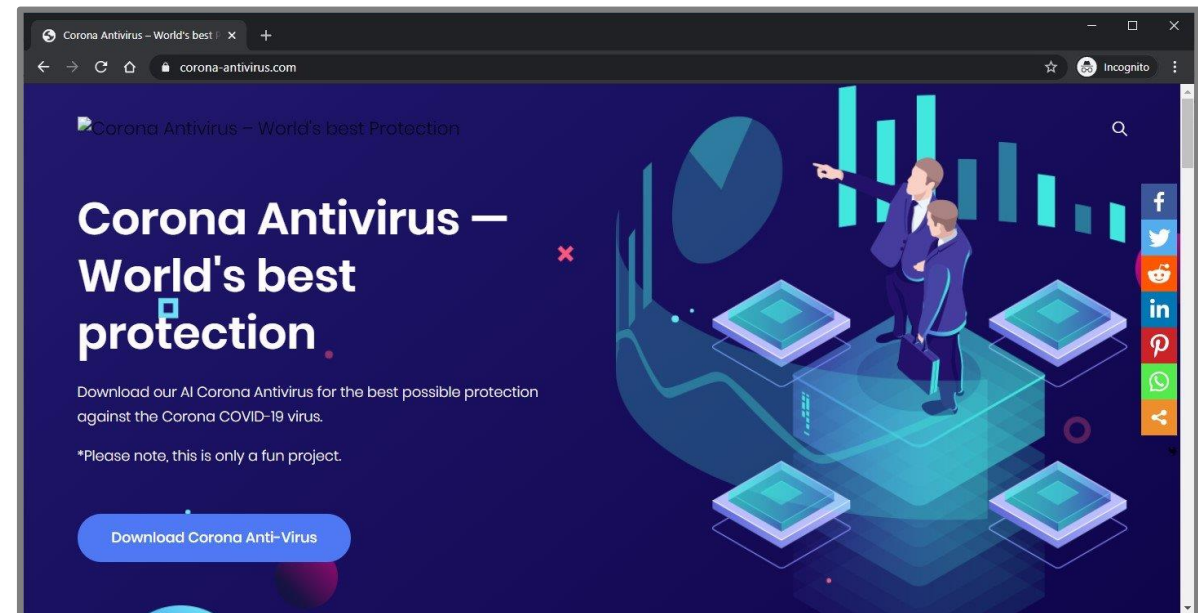 Corona Antivirus – World's best P
corona-antivirus.com
Incognito
Corona Antivirus – World's best Protection
Corona Antivirus —
World's best
protection
Download our AI Corona Antivirus for the best possible protection
against the Corona COVID-19 virus.
*Please note, this is only a fun project.
Download Corona Anti-Virus